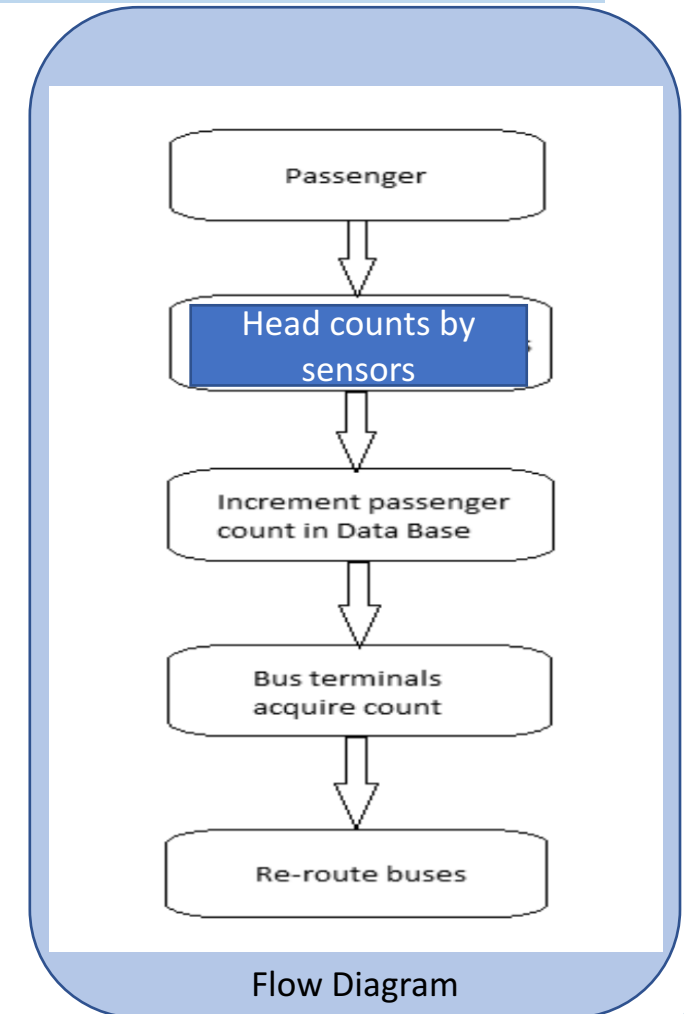 Passenger
Head counts by
sensors
Increment passenger
count in Data Base
Bus terminals
acquire count
Re-route buses
Flow Diagram